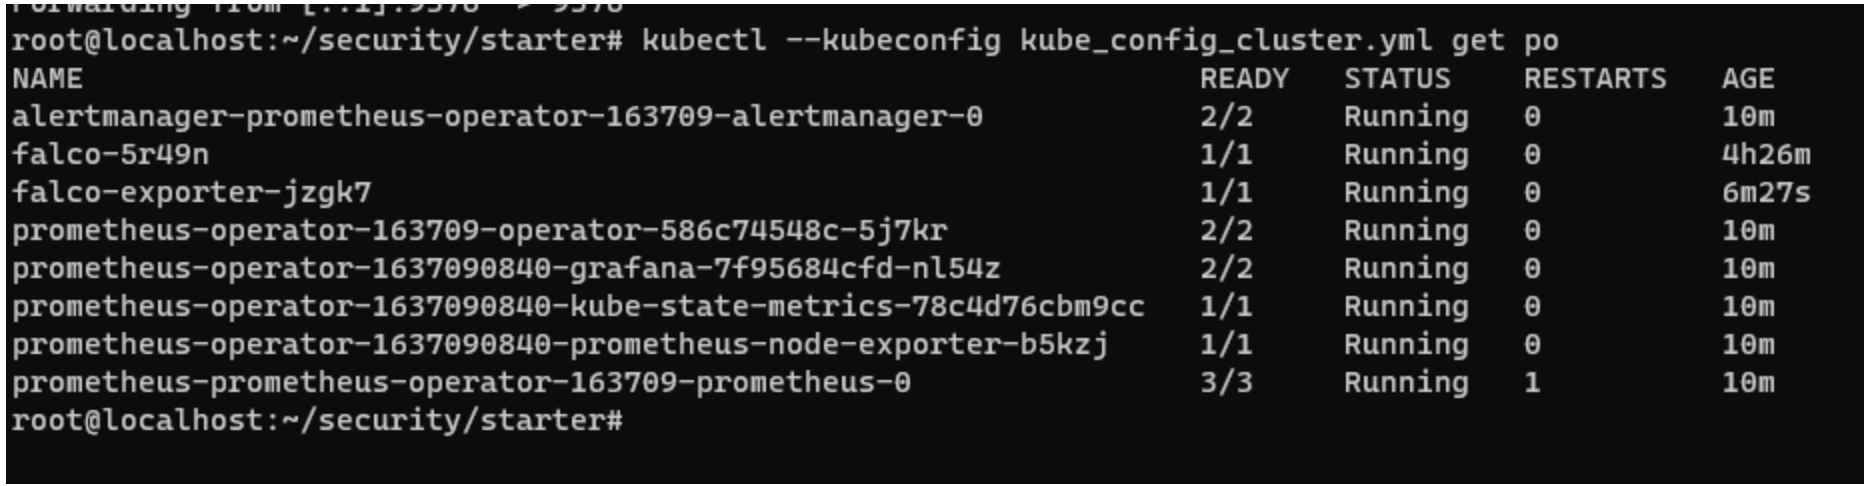 Forwarding from [::1]:9376 -> 9376
root@localhost:~/security/starter# kubectl --kubeconfig kube_config_cluster.yml get po
NAME READY STATUS RESTARTS AGE
alertmanager-prometheus-operator-163709-alertmanager-0 2/2 Running 0 10m
falco-5r49n 1/1 Running 0 4h26m
falco-exporter-jzgk7 1/1 Running 0 6m27s
prometheus-operator-163709-operator-586c74548c-5j7kr 2/2 Running 0 10m
prometheus-operator-1637090840-grafana-7f95684cfd-nl54z 2/2 Running 0 10m
prometheus-operator-1637090840-kube-state-metrics-78c4d76cbm9cc 1/1 Running 0 10m
prometheus-operator-1637090840-prometheus-node-exporter-b5kzj 1/1 Running 0 10m
prometheus-prometheus-operator-163709-prometheus-0 3/3 Running 1 10m
root@localhost:~/security/starter#